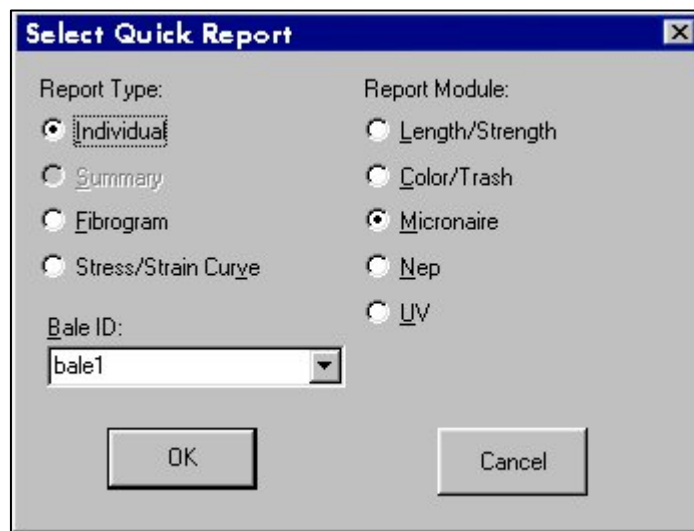 Select Quick Report
Report Type:
Individual
Summary
Fibrogram
Stress/Strain Curve
Bale ID:
bale1
Report Module:
Length/Strength
Color/Trash
Micronaire
Nep
UV
OK
Cancel